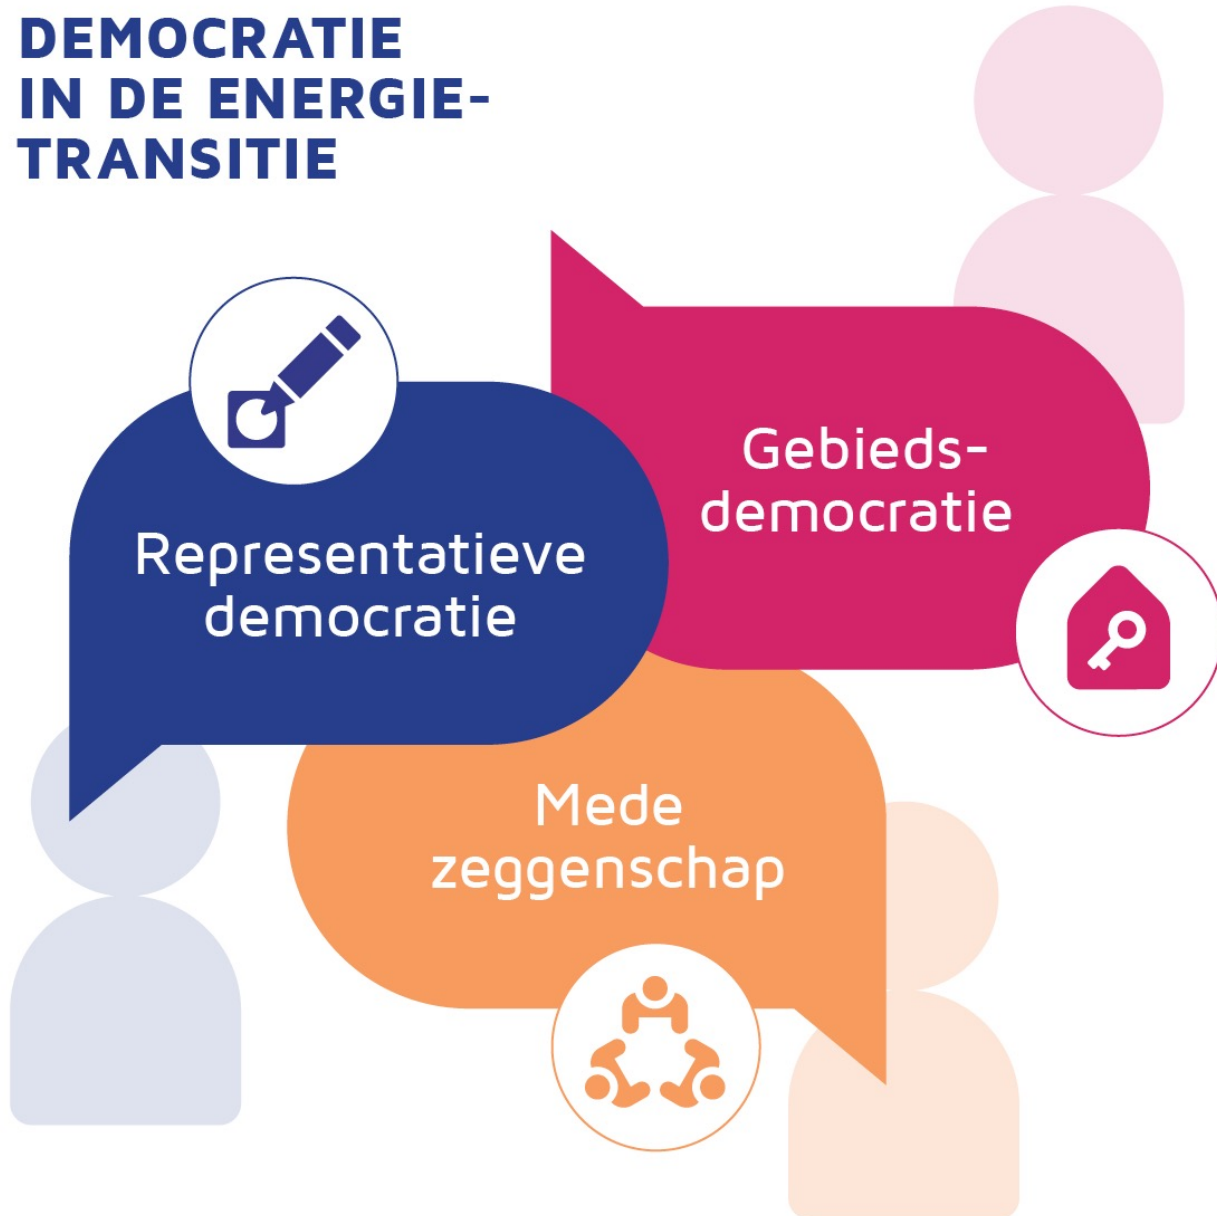 DEMOCRATIE
IN DE ENERGIE-
TRANSITIE
Gebieds-
democratie
Representatieve
democratie
Mede
zeggenschap